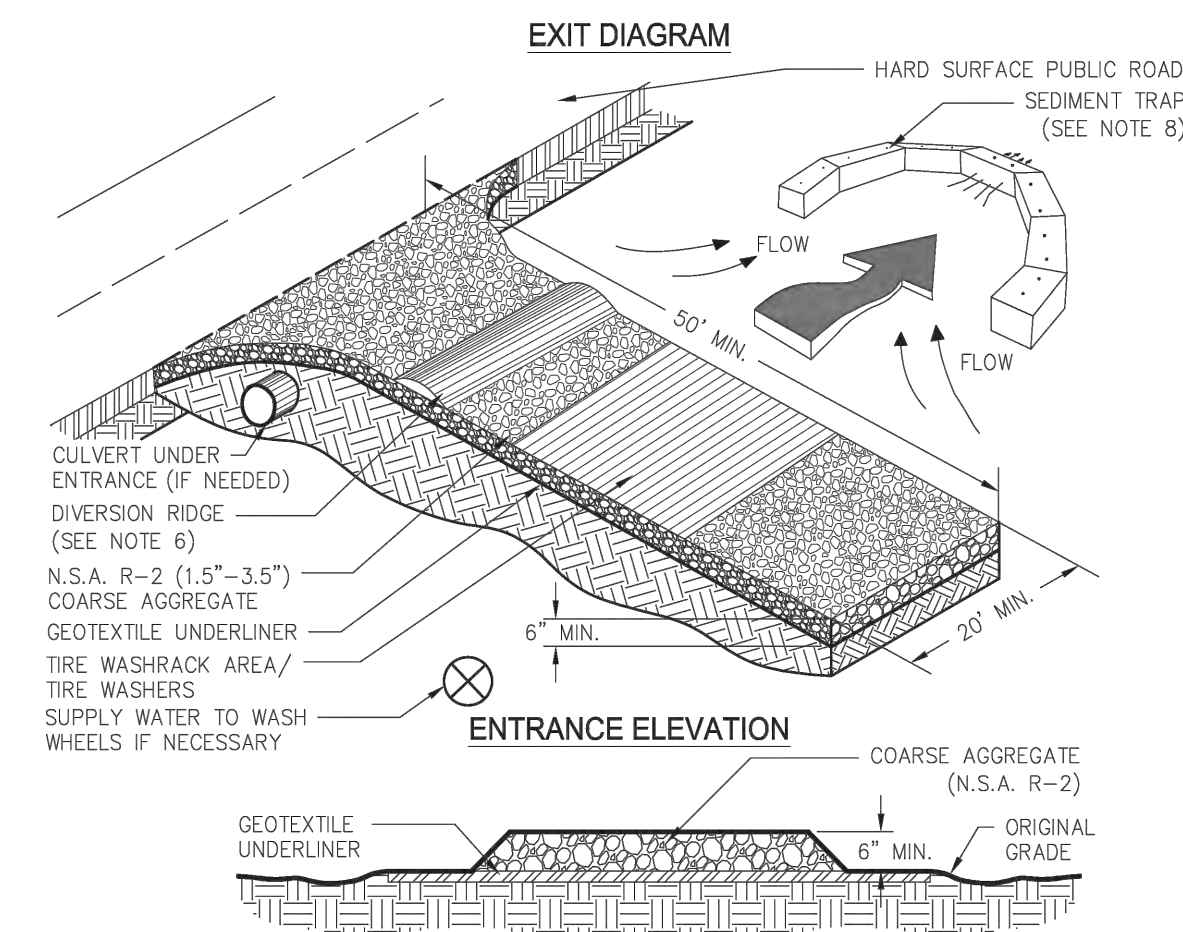 EXIT DIAGRAM
HARD SURFACE PUBLIC ROAD
SEDIMENT TRAP
(SEE NOTE 8)
FLOW
50' MIN.
FLOW
CULVERT UNDER
ENTRANCE (IF NEEDED)
DIVERSION RIDGE
(SEE NOTE 6)
N.S.A. R-2 (1.5"-3.5")
COARSE AGGREGATE
GEOTEXTILE UNDERLINER
6" MIN.
20' MIN.
TIRE WASHRACK AREA/
TIRE WASHERS
SUPPLY WATER TO WASH
WHEELS IF NECESSARY
ENTRANCE ELEVATION
COARSE AGGREGATE
(N.S.A. R-2)
GEOTEXTILE
UNDERLINER
6" MIN.
ORIGINAL
GRADE